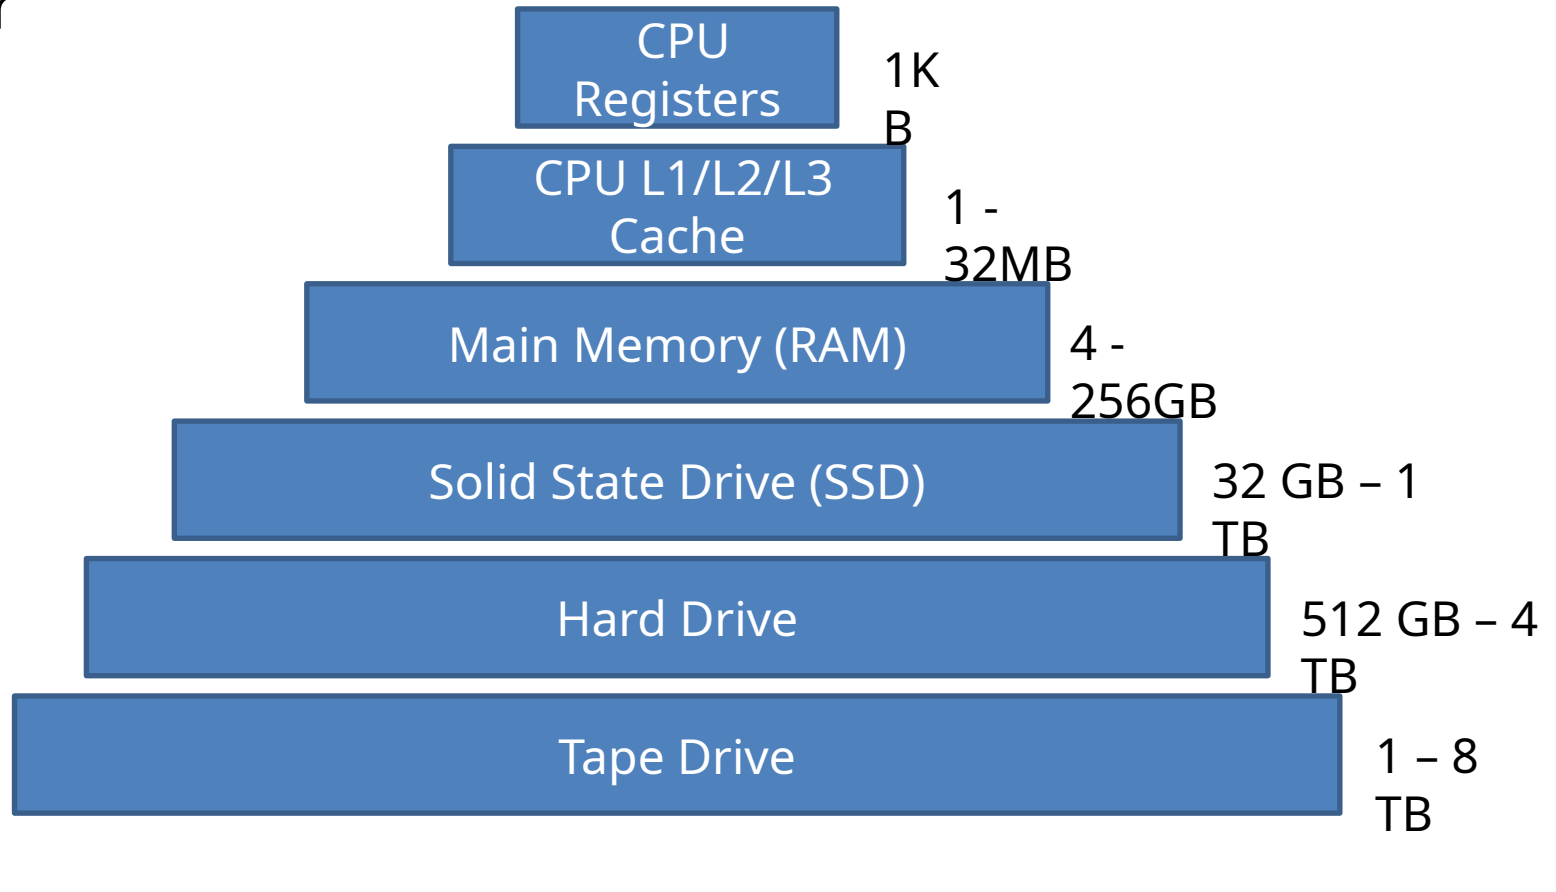 CPU
Registers
1K
B
CPU L1/L2/L3
Cache
1 -
32MB
Main Memory (RAM)
4 -
256GB
Solid State Drive (SSD)
32 GB – 1
TB
Hard Drive
512 GB – 4
TB
Tape Drive
1 – 8
TB